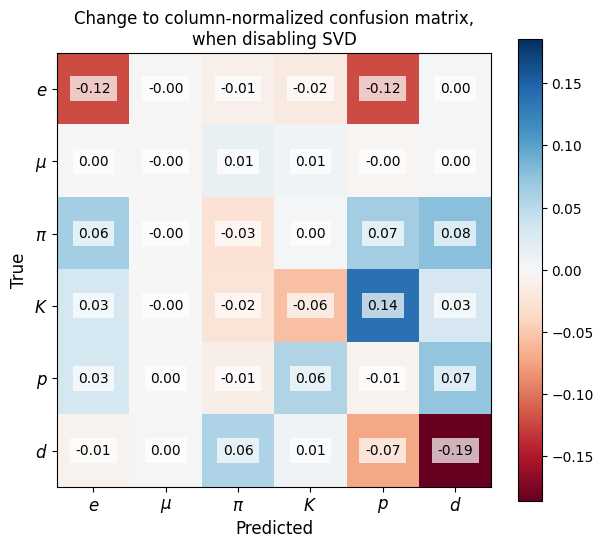 Change to column-normalized confusion matrix,
when disabling SVD
e -0.12 -0.00 -0.01 -0.02 -0.12 0.00
μ 0.00 -0.00 0.01 0.01 -0.00 0.00
π 0.06 -0.00 -0.03 0.00 0.07 0.08
K 0.03 -0.00 -0.02 -0.06 0.14 0.03
p 0.03 0.00 -0.01 0.06 -0.01 0.07
d -0.01 0.00 0.06 0.01 -0.07 -0.19
e μ π K p d
Predicted
True
0.15
0.10
0.05
0.00
−0.05
−0.10
−0.15